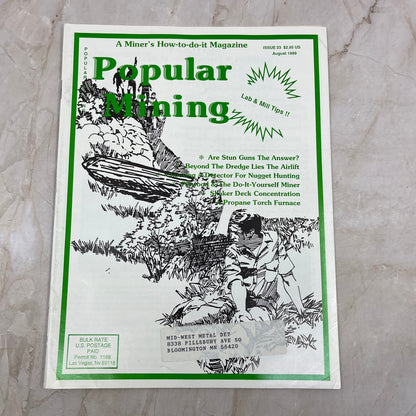 A Miner's How-to-do-it Magazine
ISSUE 33 $2.95 US
August 1989
POPULAR
Popular
Mining
Lab & Mill Tips !!
Are Stun Guns The Answer?
Beyond The Dredge Lies The Airlift
Detector For Nugget Hunting
the Do-It-Yourself Miner
Shaker Deck Concentration
Propane Torch Furnace
BULK RATE
U.S. POSTAGE
PAID
Permit No. 1188
Las Vegas, NV 89116
MID-WEST METAL DET
8338 PILLSBURY AVE SO
BLOOMINGTON MN 55420